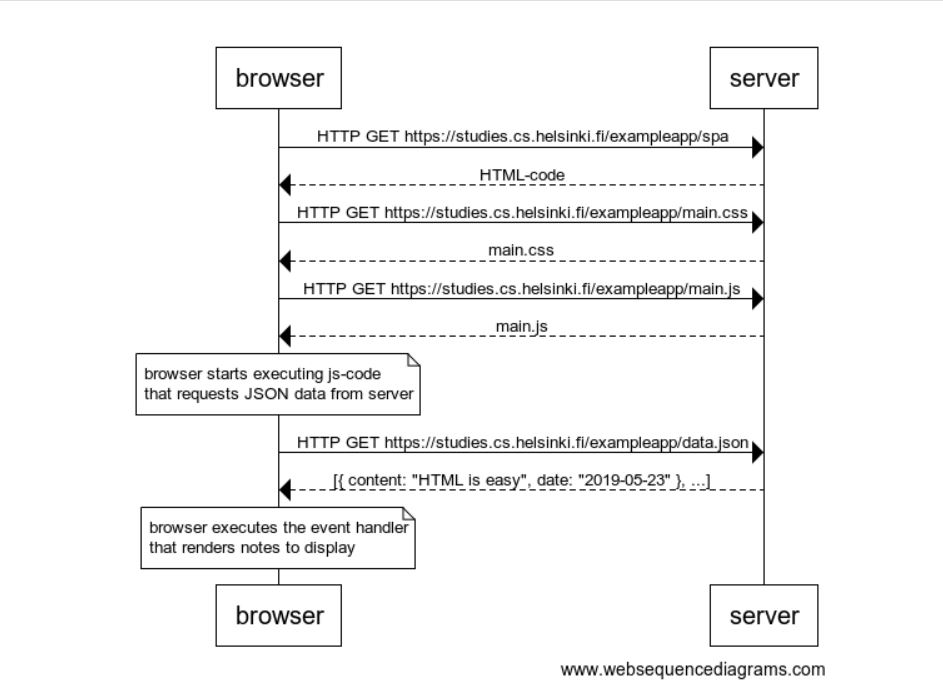 browser
server
HTTP GET https://studies.cs.helsinki.fi/exampleapp/spa
HTML-code
HTTP GET https://studies.cs.helsinki.fi/exampleapp/main.css
main.css
HTTP GET https://studies.cs.helsinki.fi/exampleapp/main.js
main.js
browser starts executing js-code
that requests JSON data from server
HTTP GET https://studies.cs.helsinki.fi/exampleapp/data.json
[{ content: "HTML is easy", date: "2019-05-23" }, ...]
browser executes the event handler
that renders notes to display
browser
server
www.websequencediagrams.com